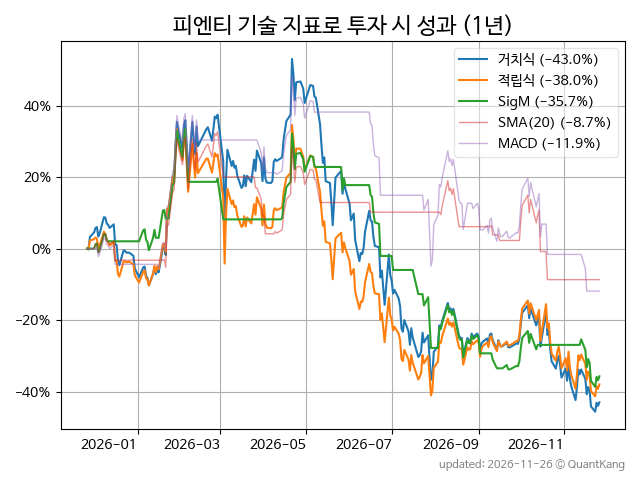 피엔티 기술 지표로 투자 시 성과 (1년)
거치식 (-43.0%)
적립식 (-38.0%)
SigM (-35.7%)
SMA(20) (-8.7%)
MACD (-11.9%)
40%
20%
0%
-20%
-40%
2026-01 2026-03 2026-05 2026-07 2026-09 2026-11
updated: 2026-11-26 © QuantKang